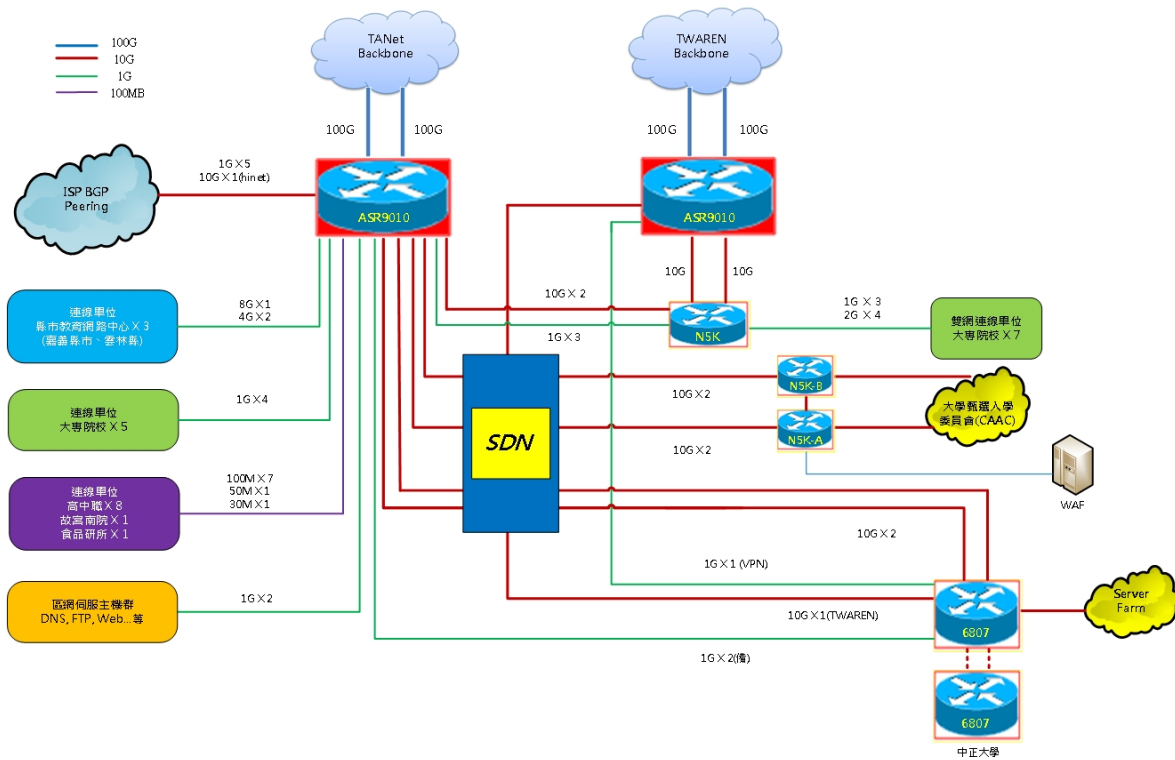 100G
10G
1G
100MB
TANet
Backbone
TWAREN
Backbone
100G
100G
100G
100G
ISP BGP
Peering
1G×5
10G×1(hinet)
ASR9010
ASR9010
10G
10G
連線單位
縣市教育網路中心×3
(嘉義縣市、雲林縣)
8G×1
4G×2
10G×2
N5K
1G×3
1G×3
2G×4
雙網連線單位
大專院校×7
連線單位
大專院校×5
1G×4
SDN
10G×2
N5K-B
10G×2
N5K-A
大學甄選入學
委員會(CAAC)
WAF
連線單位
高中職×8
故宮南院×1
食品研所×1
100M×7
50M×1
30M×1
10G×2
1G×1 (VPN)
區網伺服主機群
DNS, FTP, Web...等
1G×2
10G×1(TWAREN)
6807
Server
Farm
1G×2(備)
6807
中正大學